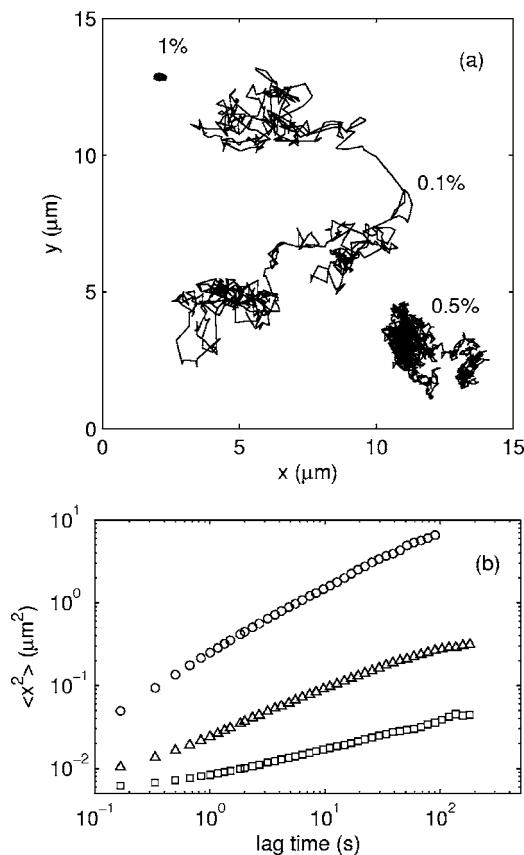 15
1%
(a)
10
0.1%
y (μm)
5
0.5%
0
0 5 10 15
x (μm)
10^1
(b)
10^0
<x^2> (μm^2)
10^-1
10^-2
10^-1 10^0 10^1 10^2
lag time (s)